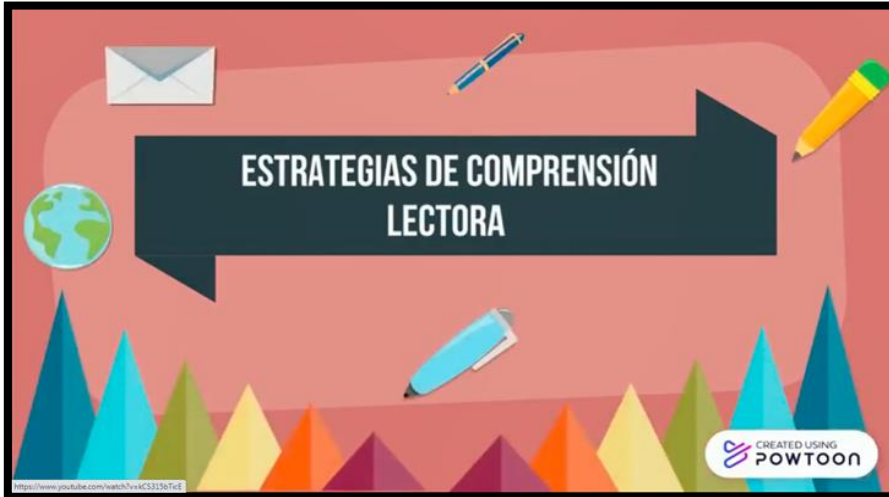 ESTRATEGIAS DE COMPRENSIÓN
LECTORA
CREATED USING
POWTOON